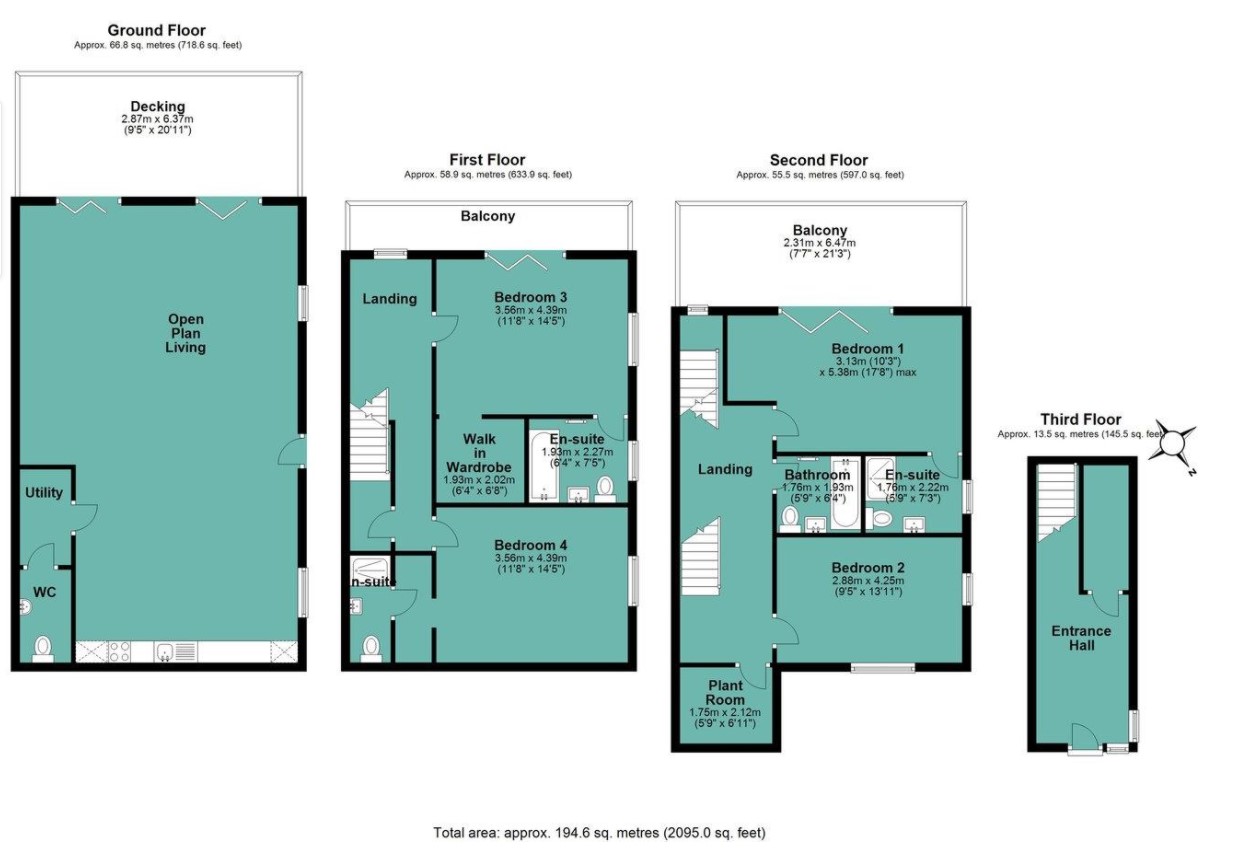 Ground Floor
Approx. 66.8 sq. metres (718.6 sq. feet)
Decking
2.87m x 6.37m
(9'5" x 20'11")
Open
Plan
Living
Utility
WC
First Floor
Approx. 58.9 sq. metres (633.9 sq. feet)
Balcony
Landing
Bedroom 3
3.56m x 4.39m
(11'8" x 14'5")
Walk
in
Wardrobe
1.93m x 2.02m
(6'4" x 6'8")
En-suite
1.93m x 2.27m
(6'4" x 7'5")
Bedroom 4
3.56m x 4.39m
(11'8" x 14'5")
n-suite
Second Floor
Approx. 55.5 sq. metres (597.0 sq. feet)
Balcony
2.31m x 6.47m
(7'7" x 21'3")
Bedroom 1
3.13m (10'3")
x 5.38m (17'8") max
Landing
Bathroom
1.76m x 1.93m
(5'9" x 6'4")
En-suite
1.76m x 2.22m
(5'9" x 7'3")
Bedroom 2
2.88m x 4.25m
(9'5" x 13'11")
Plant
Room
1.75m x 2.12m
(5'9" x 6'11")
Third Floor
Approx. 13.5 sq. metres (145.5 sq. feet
N
Entrance
Hall
Total area: approx. 194.6 sq. metres (2095.0 sq. feet)